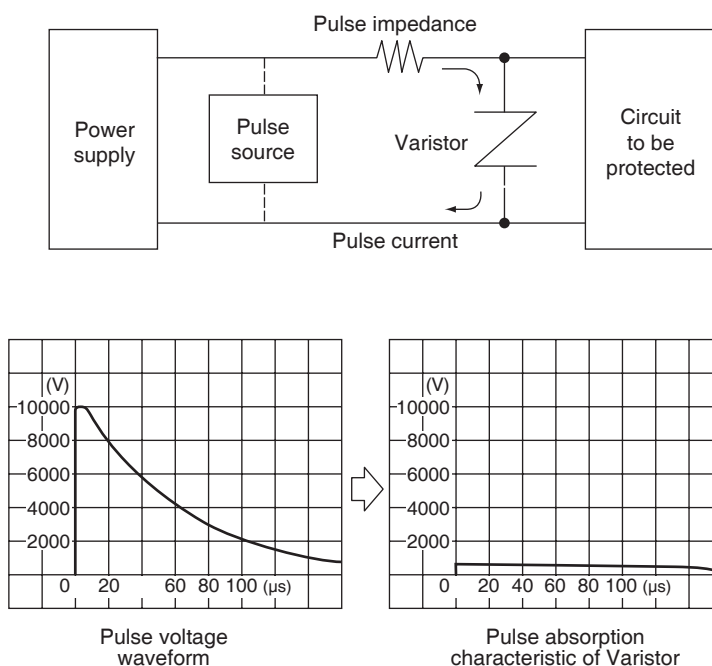 Pulse impedance
Power
supply
Pulse
source
Varistor
Circuit
to be
protected
Pulse current
(V)
10000
8000
6000
4000
2000
0 20 60 80 100 (µs)
Pulse voltage
waveform
(V)
10000
8000
6000
4000
2000
0 20 40 60 80 100 (µs)
Pulse absorption
characteristic of Varistor